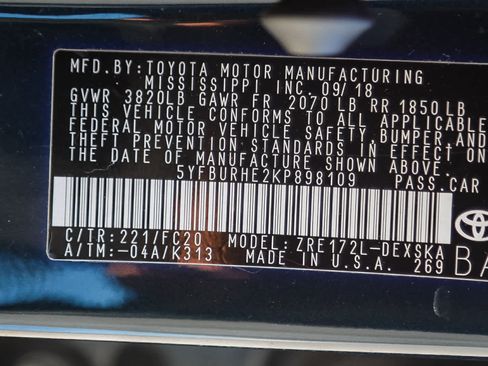 MFD. BY: TOYOTA MOTOR MANUFACTURING
MISSISSIPPI INC. 09/18
GVWR 3820LB GAWR FR 2070 LB RR 1850 LB
THIS VEHICLE CONFORMS TO ALL APPLICABLE
FEDERAL MOTOR VEHICLE SAFETY, BUMPER, AND
THEFT PREVENTION STANDARDS IN EFFECT ON
THE DATE OF MANUFACTURE SHOWN ABOVE.
5YFBURHE2KP898109 PASS. CAR
C/TR: 221/FC20 MODEL: ZRE172L-DEXSKA
A/TM: -04A/K313 MADE IN U.S.A. 269
BA